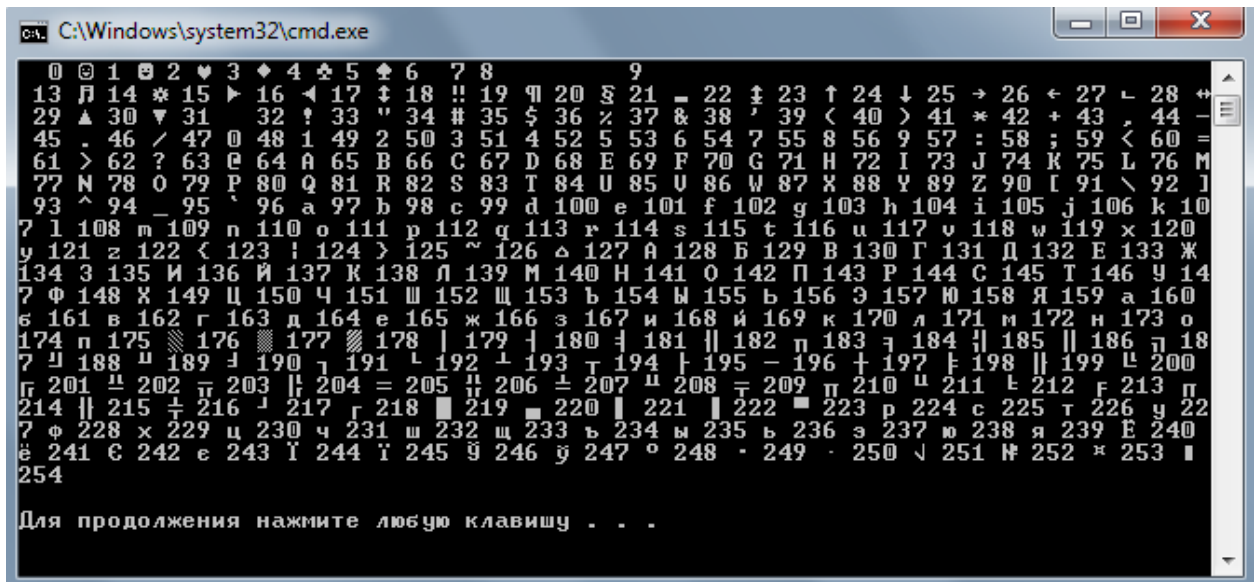 C:\Windows\system32\cmd.exe
0 ☺ 1 ☻ 2 ♥ 3 ♦ 4 ♣ 5 ♠ 6 7 8 9
13 ♫ 14 ☼ 15 ► 16 ◄ 17 ↕ 18 ‼ 19 ¶ 20 § 21 ▬ 22 ↨ 23 ↑ 24 ↓ 25 → 26 ← 27 ∟ 28 ↔
29 ▲ 30 ▼ 31 32 ! 33 " 34 # 35 $ 36 % 37 & 38 ' 39 ( 40 ) 41 * 42 + 43 , 44 -
45 . 46 / 47 0 48 1 49 2 50 3 51 4 52 5 53 6 54 7 55 8 56 9 57 : 58 ; 59 < 60 =
61 > 62 ? 63 @ 64 A 65 B 66 C 67 D 68 E 69 F 70 G 71 H 72 I 73 J 74 K 75 L 76 M
77 N 78 O 79 P 80 Q 81 R 82 S 83 T 84 U 85 V 86 W 87 X 88 Y 89 Z 90 [ 91 \ 92 ]
93 ^ 94 _ 95 ` 96 a 97 b 98 c 99 d 100 e 101 f 102 g 103 h 104 i 105 j 106 k 10
7 l 108 m 109 n 110 o 111 p 112 q 113 r 114 s 115 t 116 u 117 v 118 w 119 x 120
y 121 z 122 { 123 | 124 } 125 ~ 126 ⌂ 127 А 128 Б 129 В 130 Г 131 Д 132 Е 133 Ж
134 З 135 И 136 Й 137 К 138 Л 139 М 140 Н 141 О 142 П 143 Р 144 С 145 Т 146 У 14
7 Ф 148 Х 149 Ц 150 Ч 151 Ш 152 Щ 153 Ъ 154 Ы 155 Ь 156 Э 157 Ю 158 Я 159 а 160
б 161 в 162 г 163 д 164 е 165 ж 166 з 167 и 168 й 169 к 170 л 171 м 172 н 173 о
174 п 175 ░ 176 ▒ 177 ▓ 178 │ 179 ┤ 180 ╡ 181 ╢ 182 ╖ 183 ╕ 184 ╣ 185 ║ 186 ╗ 18
7 ╝ 188 ╜ 189 ╛ 190 ┐ 191 └ 192 ┴ 193 ┬ 194 ├ 195 ─ 196 ┼ 197 ╞ 198 ╟ 199 ╚ 200
╔ 201 ╩ 202 ╦ 203 ╠ 204 ═ 205 ╬ 206 ╧ 207 ╨ 208 ╤ 209 ╥ 210 ╙ 211 ╘ 212 ╒ 213 ╓
214 ╫ 215 ╪ 216 ┘ 217 ┌ 218 █ 219 ▄ 220 ▌ 221 ▐ 222 ▀ 223 р 224 с 225 т 226 у 22
7 ф 228 х 229 ц 230 ч 231 ш 232 щ 233 ъ 234 ы 235 ь 236 э 237 ю 238 я 239 Ё 240
ё 241 Є 242 є 243 Ї 244 ї 245 Ў 246 ў 247 ° 248 ∙ 249 · 250 √ 251 № 252 ¤ 253 ■
254
Для продолжения нажмите любую клавишу . . .